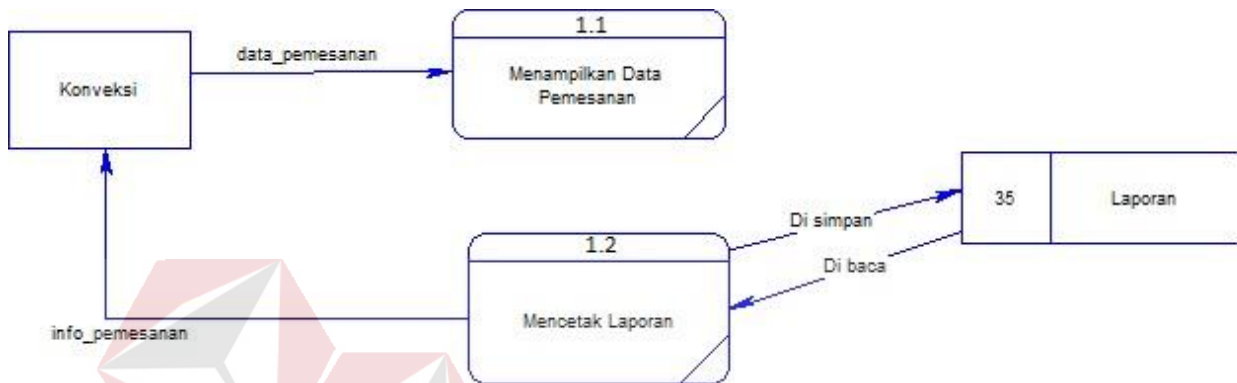 1.1
data_pemesanan
Konveksi
Menampilkan Data
Pemesanan
35
Laporan
Di simpan
1.2
Di baca
info_pemesanan
Mencetak Laporan